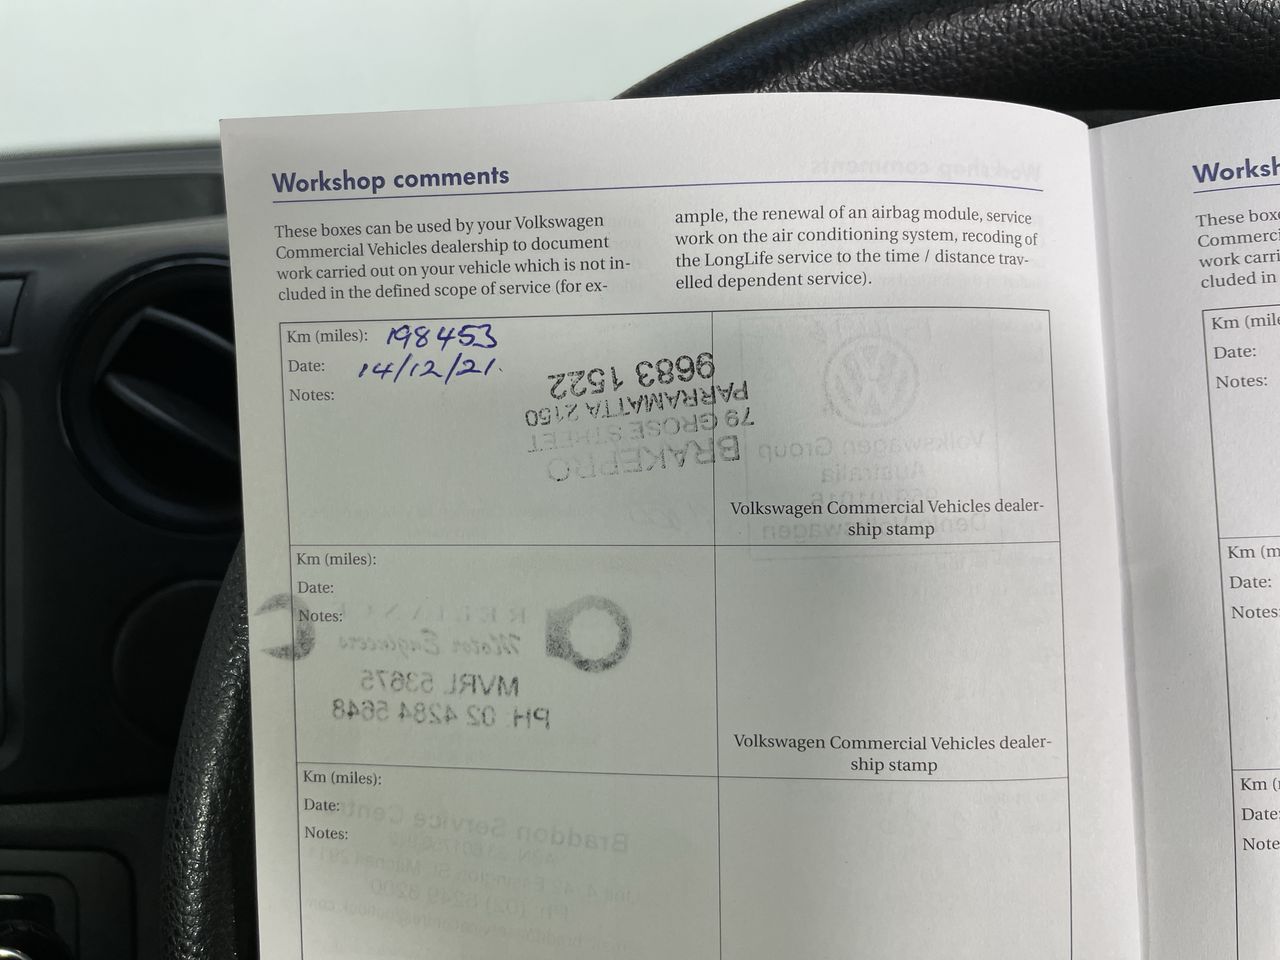 Workshop comments
These boxes can be used by your Volkswagen
Commercial Vehicles dealership to document
work carried out on your vehicle which is not in-
cluded in the defined scope of service (for ex-
ample, the renewal of an airbag module, service
work on the air conditioning system, recoding of
the LongLife service to the time / distance trav-
elled dependent service).
Km (miles): 198453
Date: 14/12/21.
Notes:
BRAKEPRO
79 GROSE STREET
PARRAMATTA 2150
9683 1522
Volkswagen Group
Australia
Volkswagen Commercial Vehicles dealer-
ship stamp
Km (miles):
Date:
Notes:
Motor Engineers
MVRL 53675
PH: 02 4284 5648
Volkswagen Commercial Vehicles dealer-
ship stamp
Km (miles):
Date:
Notes:
Braddon Service Centre
Worksh
These boxe
Commerci
work carri
cluded in
Km (mile
Date:
Notes:
Km (m
Date:
Notes:
Km (
Date:
Note